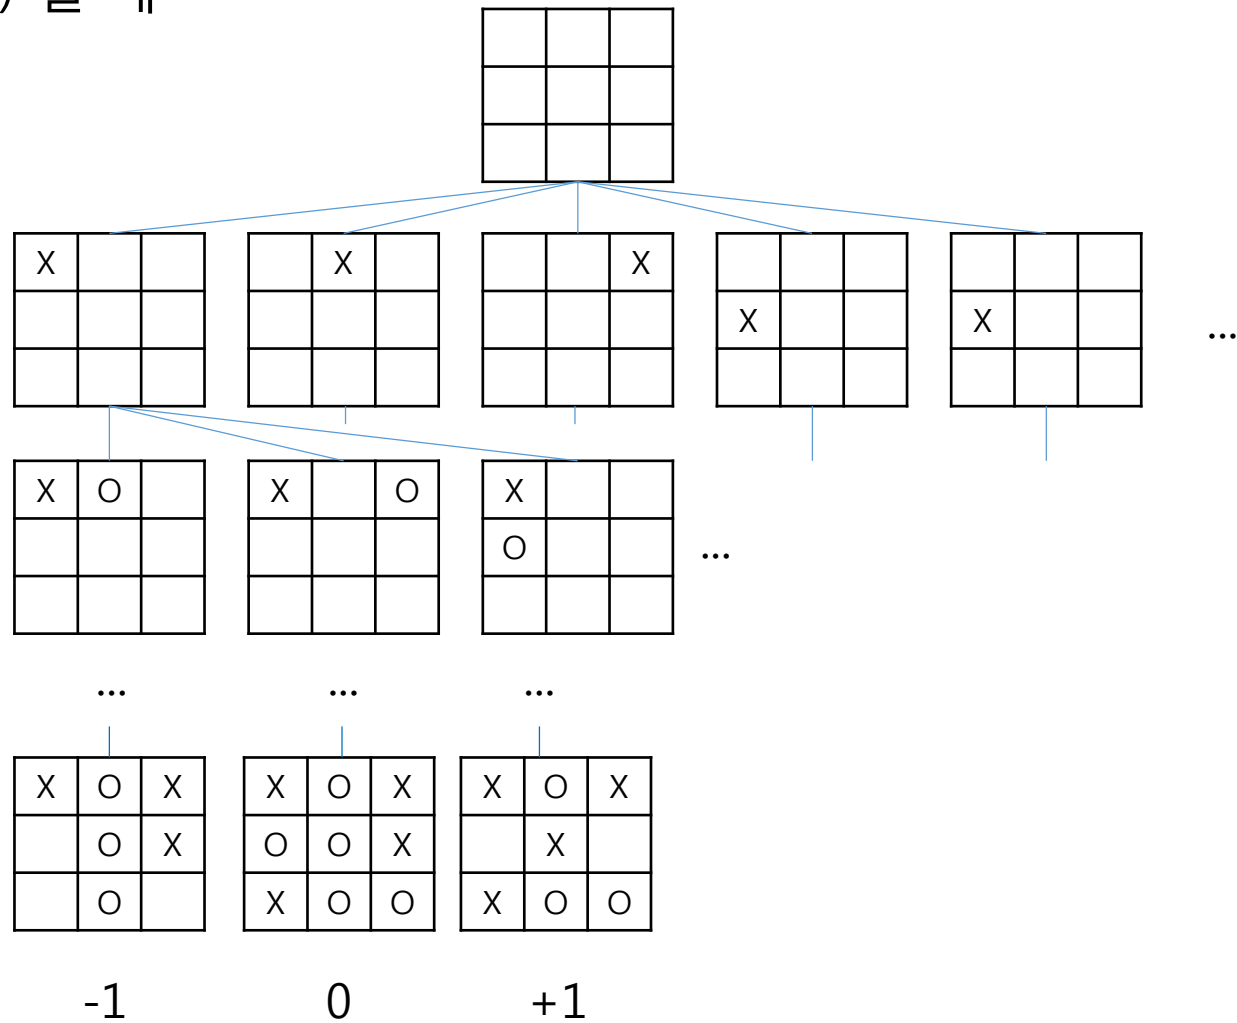 X X X
X X
...
X O X O X
O
...
... ... ...
X O X X O X X O X
O X O O X X
O X O O X O O
-1 0 +1